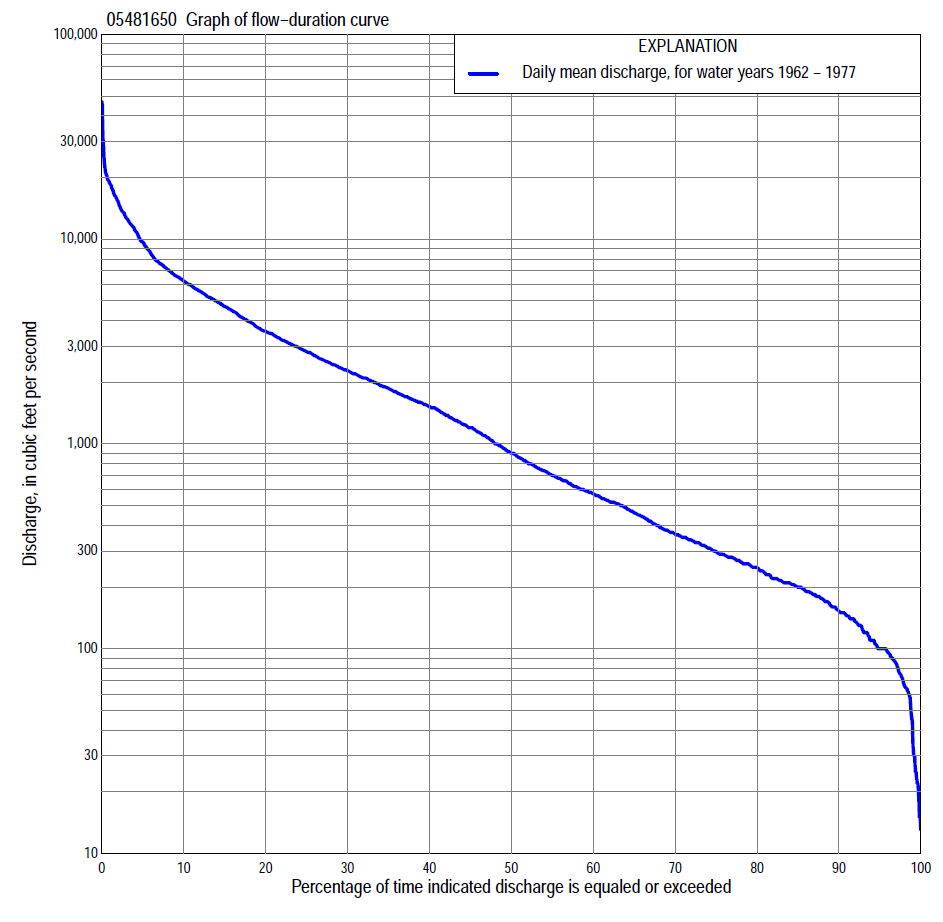 05481650 Graph of flow−duration curve
EXPLANATION
Daily mean discharge, for water years 1962 − 1977
100,000
30,000
10,000
3,000
1,000
300
100
30
10
Discharge, in cubic feet per second
0 10 20 30 40 50 60 70 80 90 100
Percentage of time indicated discharge is equaled or exceeded